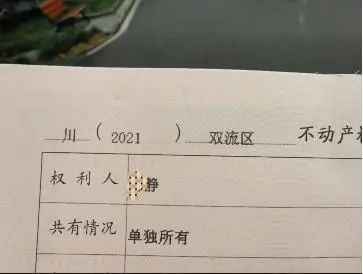 川（2021）双流区 不动产
权利人 静
共有情况 单独所有